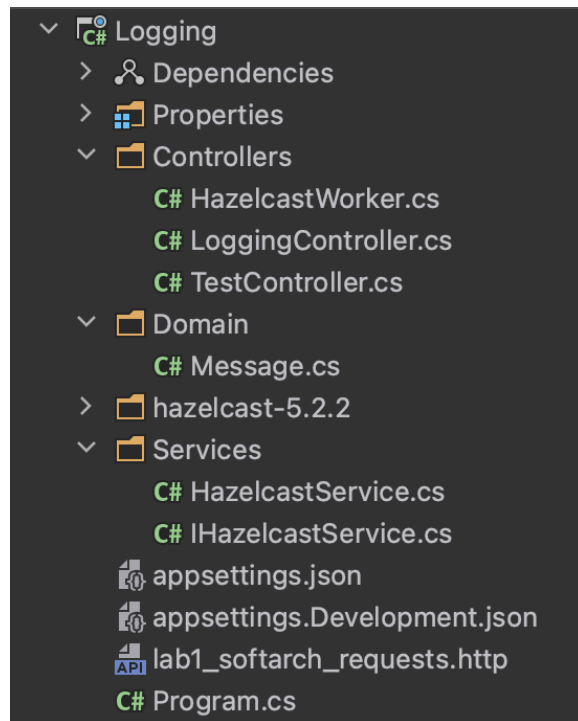 C# Logging
Dependencies
Properties
Controllers
C# HazelcastWorker.cs
C# LoggingController.cs
C# TestController.cs
Domain
C# Message.cs
hazelcast-5.2.2
Services
C# HazelcastService.cs
C# IHazelcastService.cs
appsettings.json
appsettings.Development.json
API lab1_softarch_requests.http
C# Program.cs